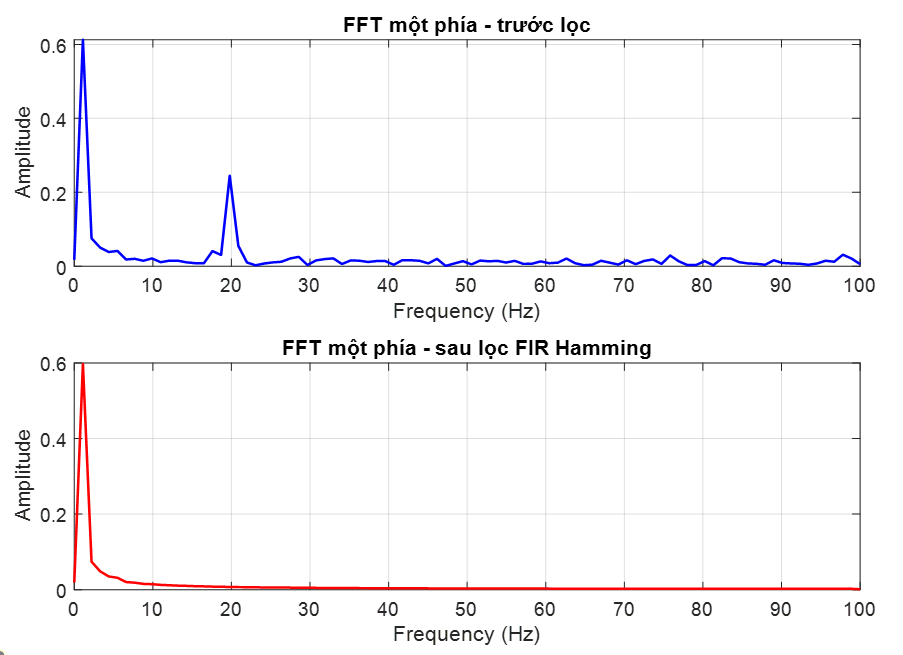 FFT một phía - trước lọc
0.6
0.4
0.2
0
Amplitude
0 10 20 30 40 50 60 70 80 90 100
Frequency (Hz)
FFT một phía - sau lọc FIR Hamming
0.6
0.4
0.2
0
Amplitude
0 10 20 30 40 50 60 70 80 90 100
Frequency (Hz)